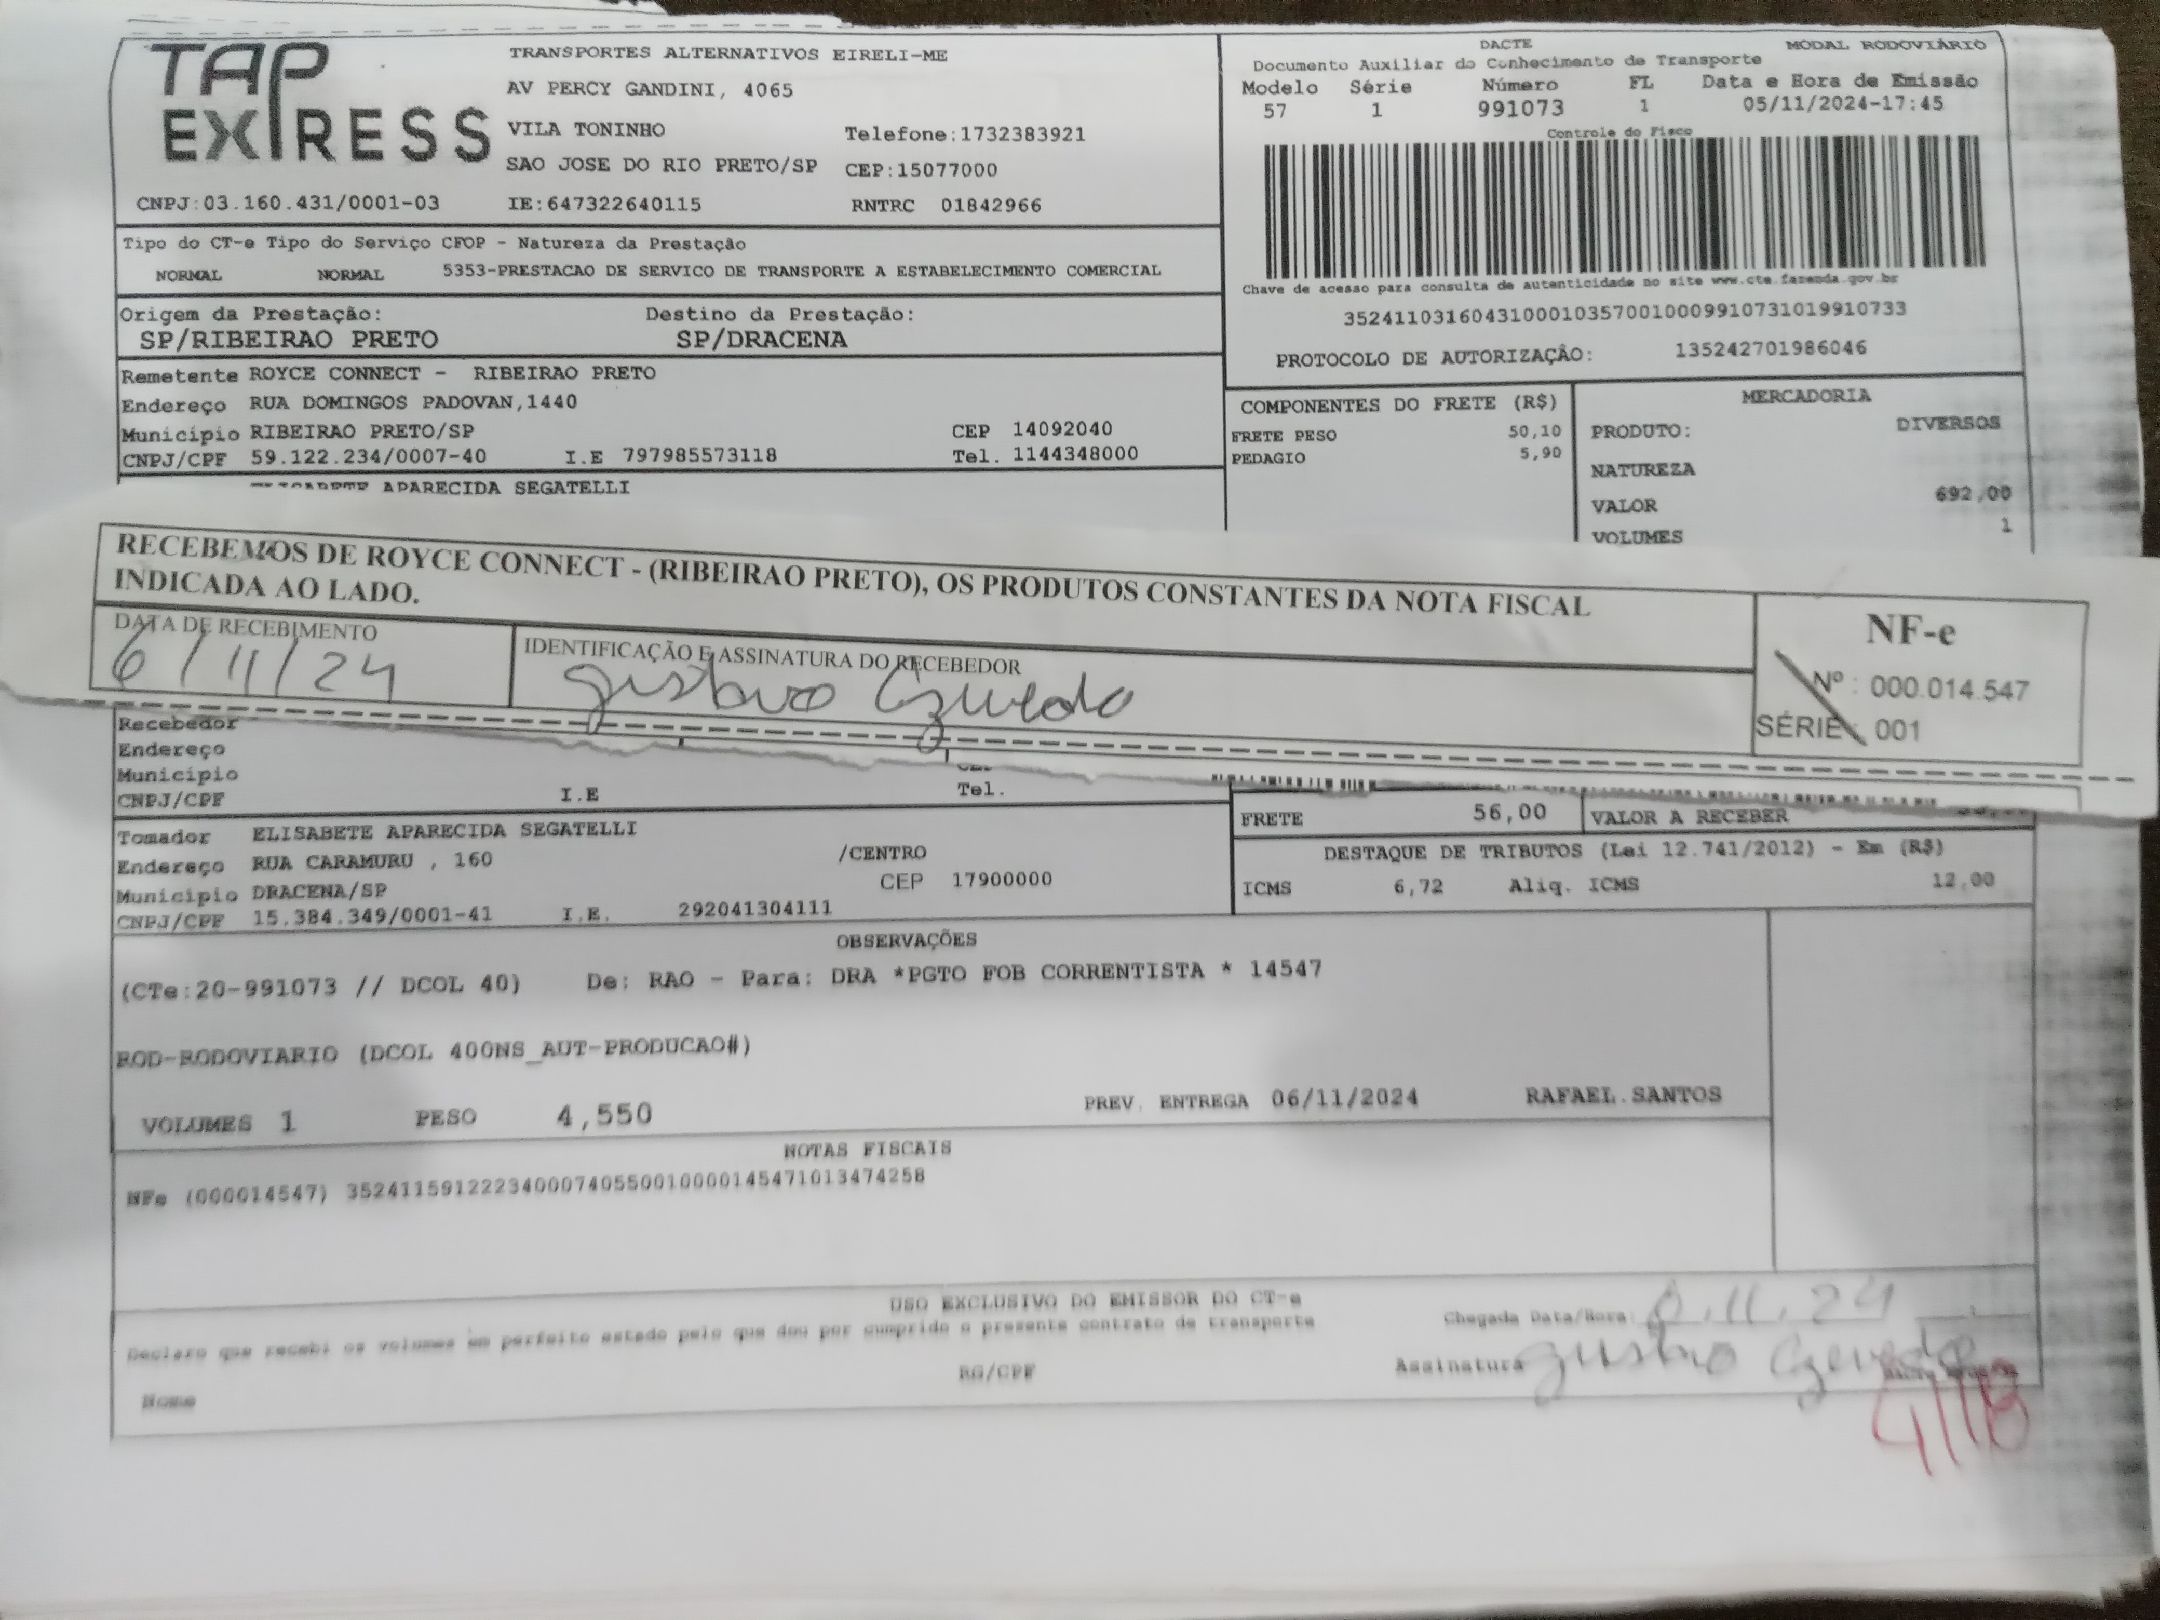 TAP EXPRESS
TRANSPORTES ALTERNATIVOS EIRELI-ME
AV PERCY GANDINI, 4065
VILA TONINHO Telefone:1732383921
SAO JOSE DO RIO PRETO/SP CEP:15077000
CNPJ:03.160.431/0001-03 IE:647322640115 RNTRC 01842966
DACTE MODAL RODOVIÁRIO
Documento Auxiliar do Conhecimento de Transporte
Modelo Série Número FL Data e Hora de Emissão
57 1 991073 1 05/11/2024-17:45
Controle do Fisco
Chave de acesso para consulta de autenticidade no site www.cte.fazenda.gov.br
35241103160431000103570010009910731019910733
PROTOCOLO DE AUTORIZAÇÃO: 135242701986046
Tipo do CT-e Tipo do Serviço CFOP - Natureza da Prestação
NORMAL NORMAL 5353-PRESTACAO DE SERVICO DE TRANSPORTE A ESTABELECIMENTO COMERCIAL
Origem da Prestação: Destino da Prestação:
SP/RIBEIRAO PRETO SP/DRACENA
Remetente ROYCE CONNECT - RIBEIRAO PRETO
Endereço RUA DOMINGOS PADOVAN,1440
Município RIBEIRAO PRETO/SP CEP 14092040
CNPJ/CPF 59.122.234/0007-40 I.E 797985573118 Tel. 1144348000
APARECIDA SEGATELLI
COMPONENTES DO FRETE (R$)
FRETE PESO 50,10
PEDAGIO 5,90
MERCADORIA
PRODUTO: DIVERSOS
NATUREZA
VALOR 692,00
VOLUMES 1
RECEBEMOS DE ROYCE CONNECT - (RIBEIRAO PRETO), OS PRODUTOS CONSTANTES DA NOTA FISCAL
INDICADA AO LADO.
DATA DE RECEBIMENTO
6/11/24
IDENTIFICAÇÃO E ASSINATURA DO RECEBEDOR
Gustavo Azevedo
NF-e
Nº : 000.014.547
SÉRIE : 001
Recebedor
Endereço
Município
CNPJ/CPF I.E Tel.
FRETE 56,00 VALOR A RECEBER
Tomador ELISABETE APARECIDA SEGATELLI
Endereço RUA CARAMURU , 160 /CENTRO
Município DRACENA/SP CEP 17900000
CNPJ/CPF 15.384.349/0001-41 I.E. 292041304111
DESTAQUE DE TRIBUTOS (Lei 12.741/2012) - Em (R$)
ICMS 6,72 Aliq. ICMS 12,00
OBSERVAÇÕES
(CTe:20-991073 // DCOL 40) De: RAO - Para: DRA *PGTO FOB CORRENTISTA * 14547
ROD-RODOVIARIO (DCOL 400NS_AUT-PRODUCAO#)
VOLUMES 1 PESO 4,550 PREV. ENTREGA 06/11/2024 RAFAEL.SANTOS
NOTAS FISCAIS
NFe (000014547) 35241159122234000740550010000145471013474258
USO EXCLUSIVO DO EMISSOR DO CT-e
Declaro que recebi os volumes em perfeito estado pelo que dou por cumprido o presente contrato de transporte
Chegada Data/Hora: 6.11.24
Nome RG/CPF Assinatura Gustavo Azevedo